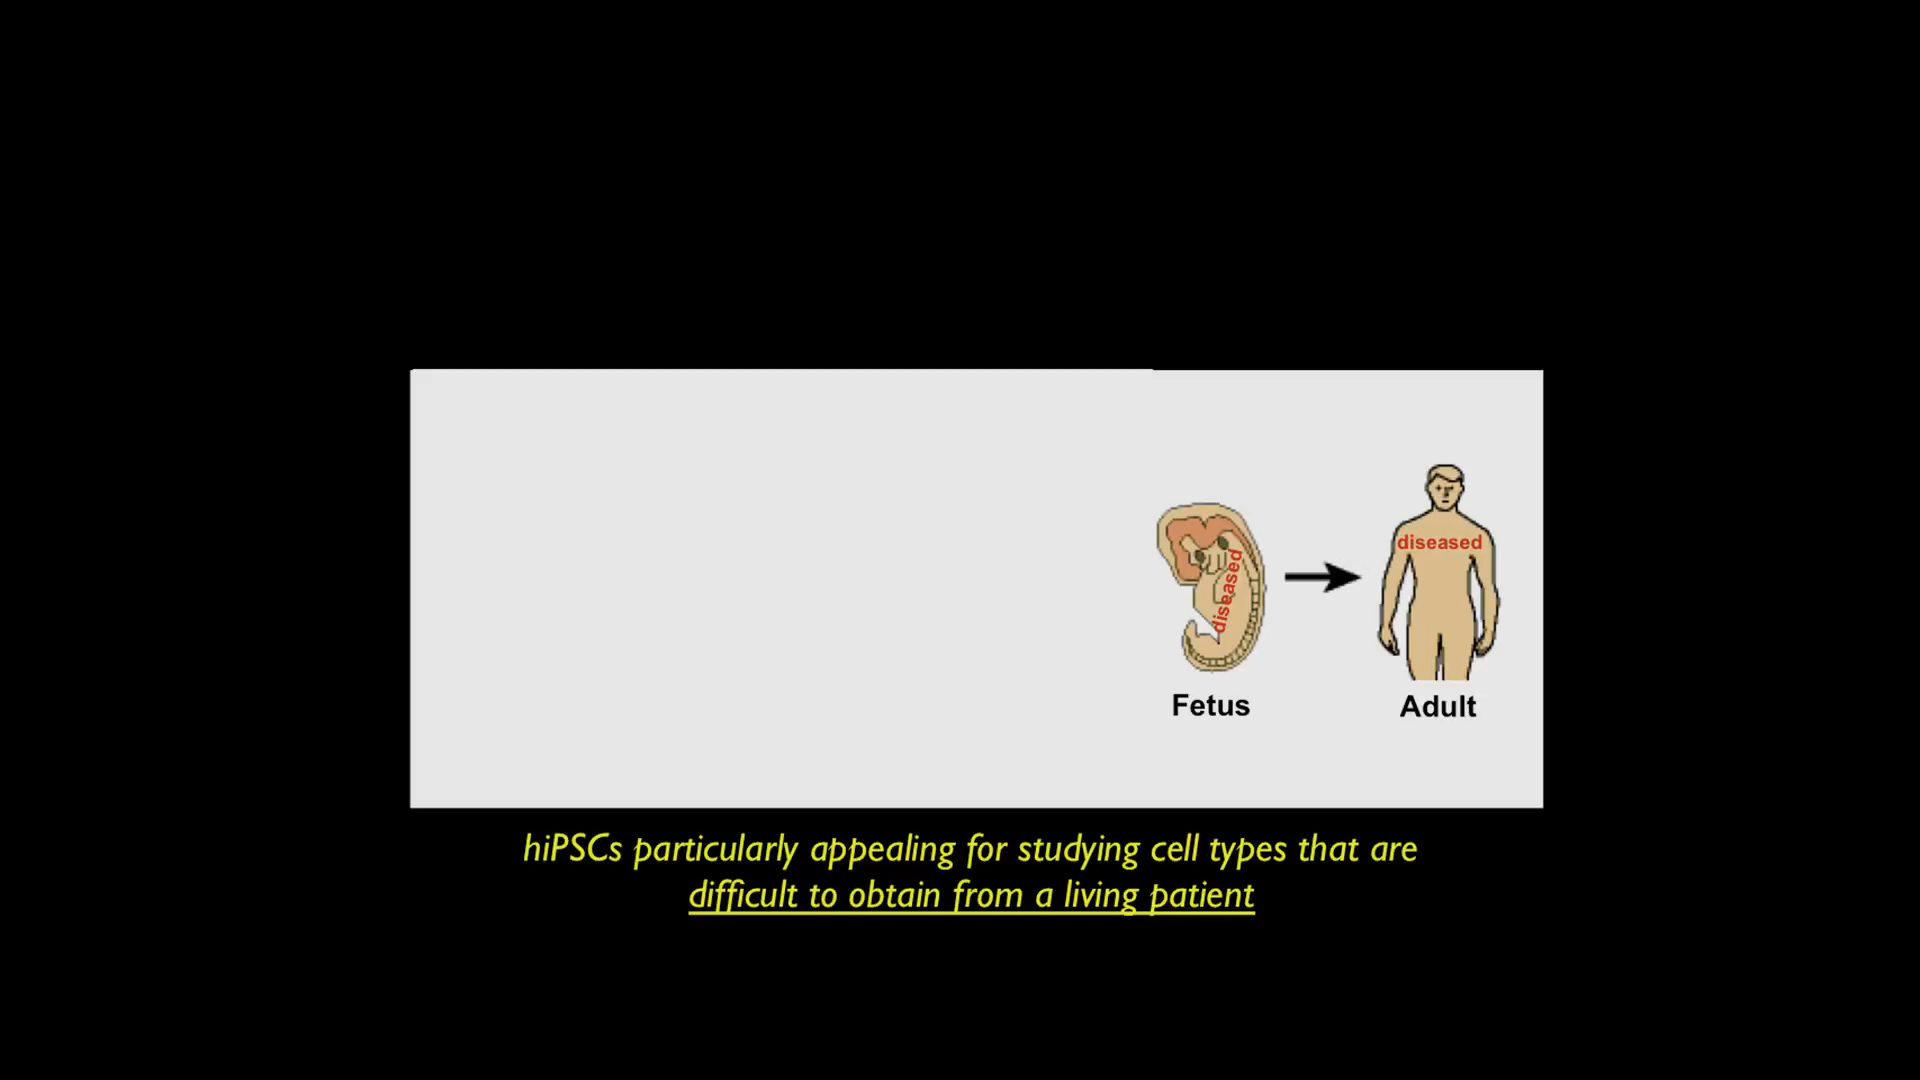 diseased
diseased
Fetus
Adult
hiPSCs particularly appealing for studying cell types that are
difficult to obtain from a living patient